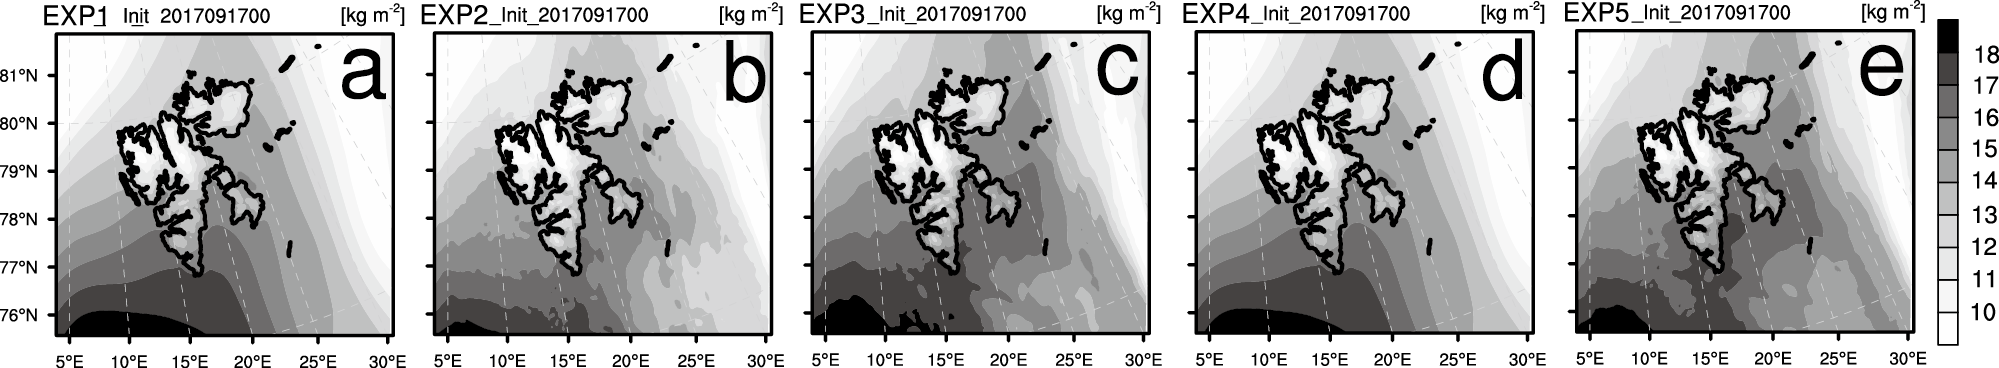 EXP1 Init 2017091700 [kg m-2]
EXP2_Init_2017091700 [kg m-2]
EXP3_Init_2017091700 [kg m-2]
EXP4_Init_2017091700 [kg m-2]
EXP5_Init_2017091700 [kg m-2]
a
b
c
d
e
81°N
80°N
79°N
78°N
77°N
76°N
5°E 10°E 15°E 20°E 25°E 30°E
5°E 10°E 15°E 20°E 25°E 30°E
5°E 10°E 15°E 20°E 25°E 30°E
5°E 10°E 15°E 20°E 25°E 30°E
5°E 10°E 15°E 20°E 25°E 30°E
18
17
16
15
14
13
12
11
10